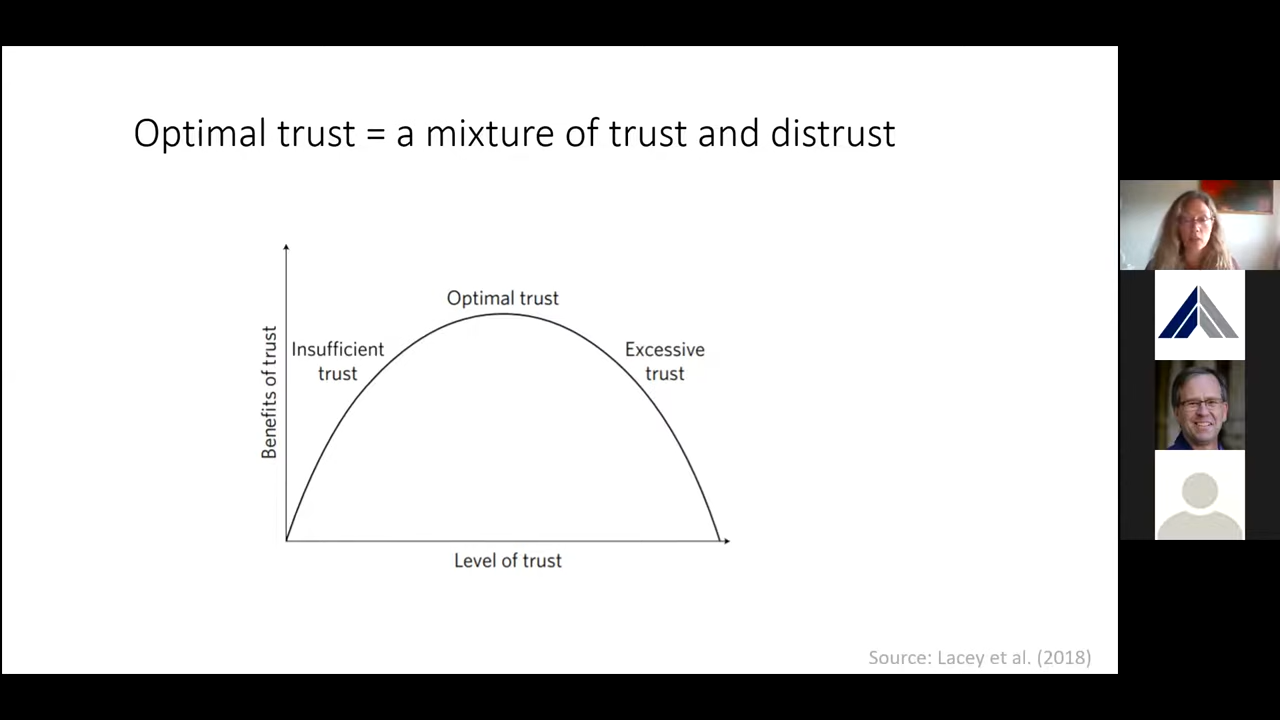 Optimal trust = a mixture of trust and distrust
Optimal trust
Insufficient
trust
Excessive
trust
Benefits of trust
Level of trust
Source: Lacey et al. (2018)